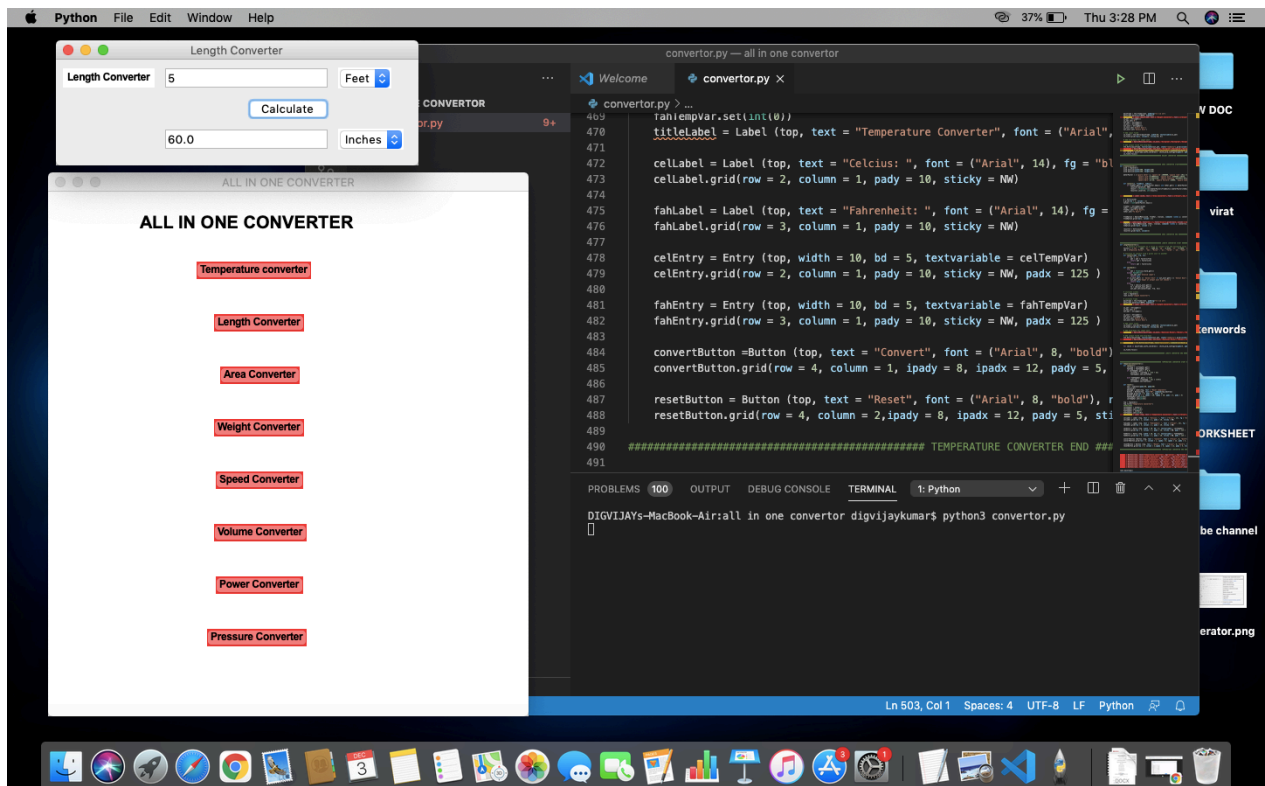 Python File Edit Window Help 37% Thu 3:28 PM
Length Converter
Length Converter 5 Feet
Calculate
60.0 Inches
ALL IN ONE CONVERTER
ALL IN ONE CONVERTER
Temperature converter
Length Converter
Area Converter
Weight Converter
Speed Converter
Volume Converter
Power Converter
Pressure Converter
convertor.py — all in one convertor
Welcome convertor.py
CONVERTOR
or.py 9+
convertor.py > ...
469 fahTempVar.set(int(0))
470 titleLabel = Label (top, text = "Temperature Converter", font = ("Arial",
471
472 celLabel = Label (top, text = "Celcius: ", font = ("Arial", 14), fg = "bl
473 celLabel.grid(row = 2, column = 1, pady = 10, sticky = NW)
474
475 fahLabel = Label (top, text = "Fahrenheit: ", font = ("Arial", 14), fg =
476 fahLabel.grid(row = 3, column = 1, pady = 10, sticky = NW)
477
478 celEntry = Entry (top, width = 10, bd = 5, textvariable = celTempVar)
479 celEntry.grid(row = 2, column = 1, pady = 10, sticky = NW, padx = 125 )
480
481 fahEntry = Entry (top, width = 10, bd = 5, textvariable = fahTempVar)
482 fahEntry.grid(row = 3, column = 1, pady = 10, sticky = NW, padx = 125 )
483
484 convertButton =Button (top, text = "Convert", font = ("Arial", 8, "bold")
485 convertButton.grid(row = 4, column = 1, ipady = 8, ipadx = 12, pady = 5,
486
487 resetButton = Button (top, text = "Reset", font = ("Arial", 8, "bold"), r
488 resetButton.grid(row = 4, column = 2,ipady = 8, ipadx = 12, pady = 5, sti
489
490 ############################################### TEMPERATURE CONVERTER END ###
491
PROBLEMS 100 OUTPUT DEBUG CONSOLE TERMINAL 1: Python
DIGVIJAYs-MacBook-Air:all in one convertor digvijaykumar$ python3 convertor.py
Ln 503, Col 1 Spaces: 4 UTF-8 LF Python
W DOC
virat
kenwords
ORKSHEET
be channel
erator.png
DEC
3
3
1
DOCX